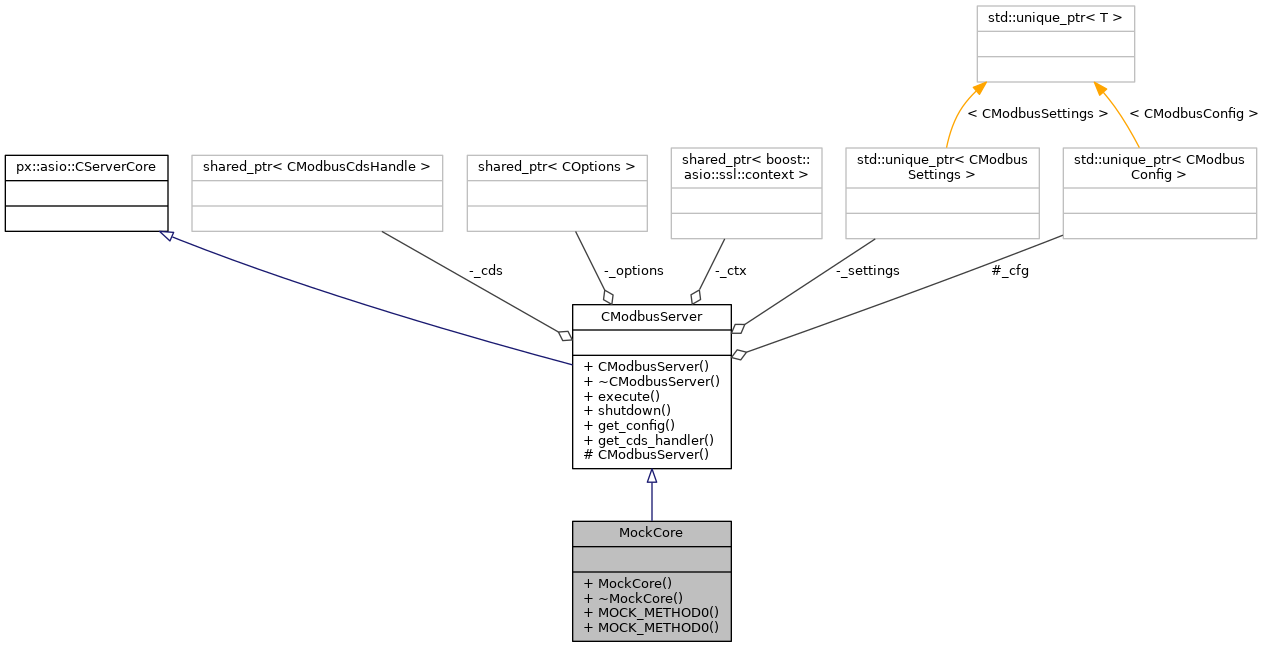 std::unique_ptr< T >
< CModbusSettings >
< CModbusConfig >
px::asio::CServerCore
shared_ptr< CModbusCdsHandle >
shared_ptr< COptions >
shared_ptr< boost::
asio::ssl::context >
std::unique_ptr< CModbus
Settings >
std::unique_ptr< CModbus
Config >
-_cds
-_options
-_ctx
-_settings
#_cfg
CModbusServer
+ CModbusServer()
+ ~CModbusServer()
+ execute()
+ shutdown()
+ get_config()
+ get_cds_handler()
# CModbusServer()
MockCore
+ MockCore()
+ ~MockCore()
+ MOCK_METHOD0()
+ MOCK_METHOD0()